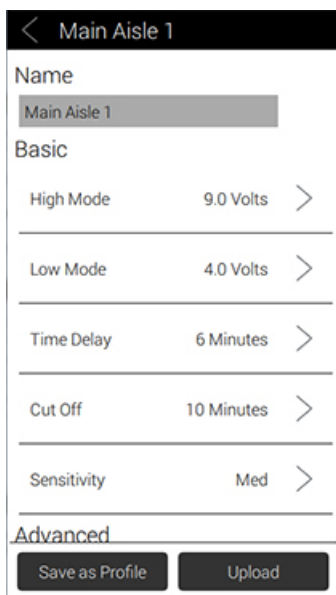 Main Aisle 1
Name
Main Aisle 1
Basic
High Mode 9.0 Volts
Low Mode 4.0 Volts
Time Delay 6 Minutes
Cut Off 10 Minutes
Sensitivity Med
Advanced
Save as Profile Upload